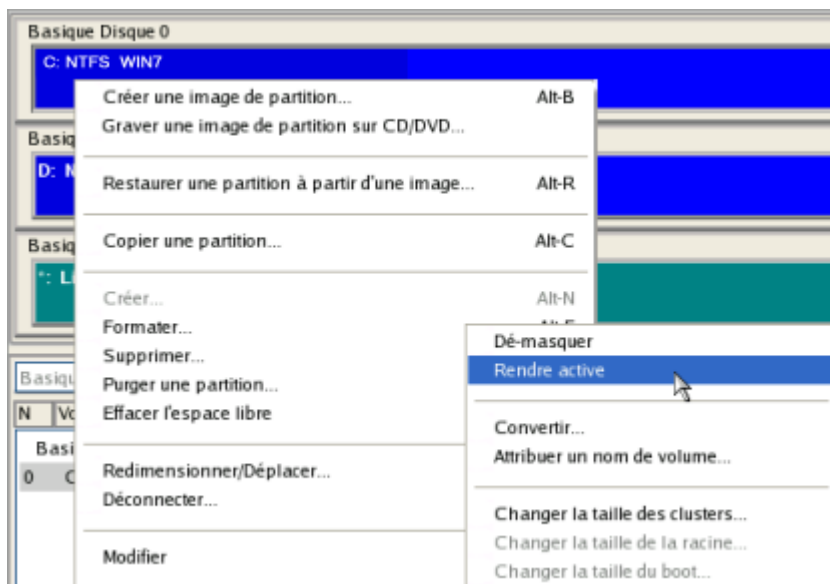 Basique Disque 0
C: NTFS WIN7
Créer une image de partition... Alt-B
Graver une image de partition sur CD/DVD...
D:
Restaurer une partition à partir d'une image... Alt-R
Copier une partition... Alt-C
*:
Créer... Alt-N
Formater...
Dé-masquer
Supprimer...
Rendre active
Purger une partition...
N
Effacer l'espace libre
Convertir...
Attribuer un nom de volume...
0
Redimensionner/Déplacer...
Déconnecter...
Changer la taille des clusters...
Changer la taille de la racine...
Modifier
Changer la taille du boot...